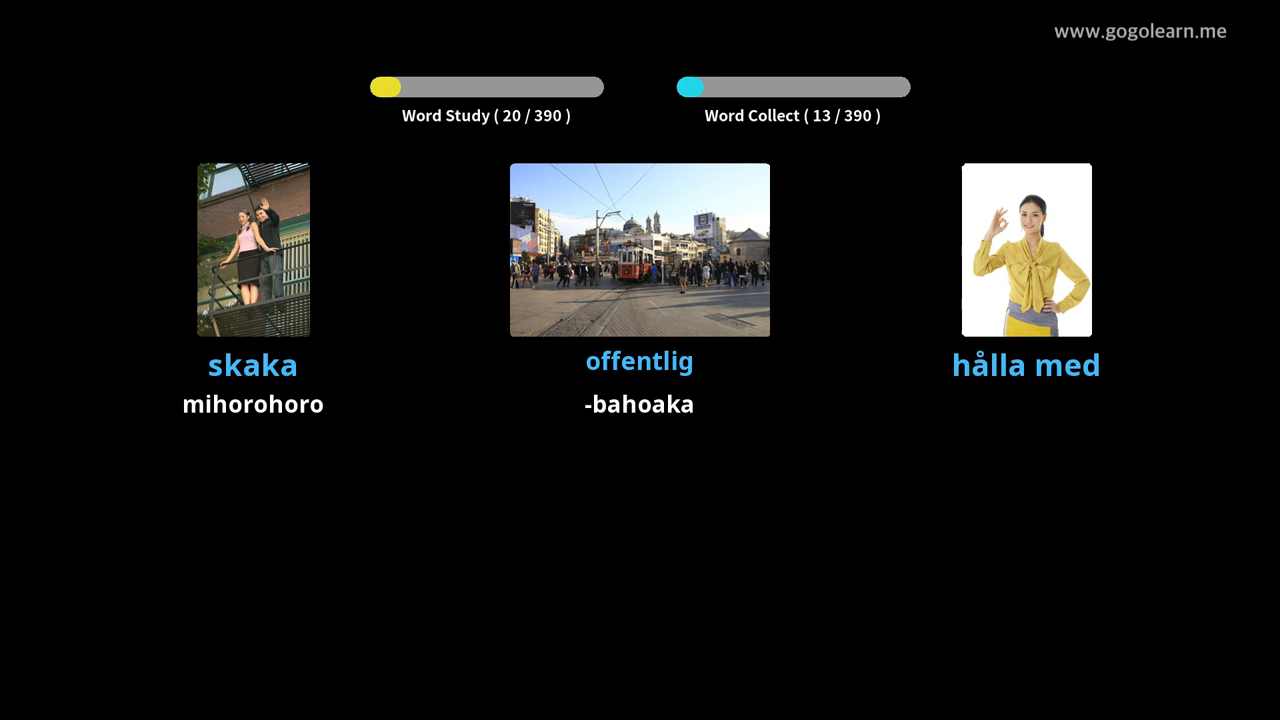 www.gogolearn.me
Word Study ( 20 / 390 )
Word Collect ( 13 / 390 )
skaka
offentlig
hålla med
mihorohoro
-bahoaka